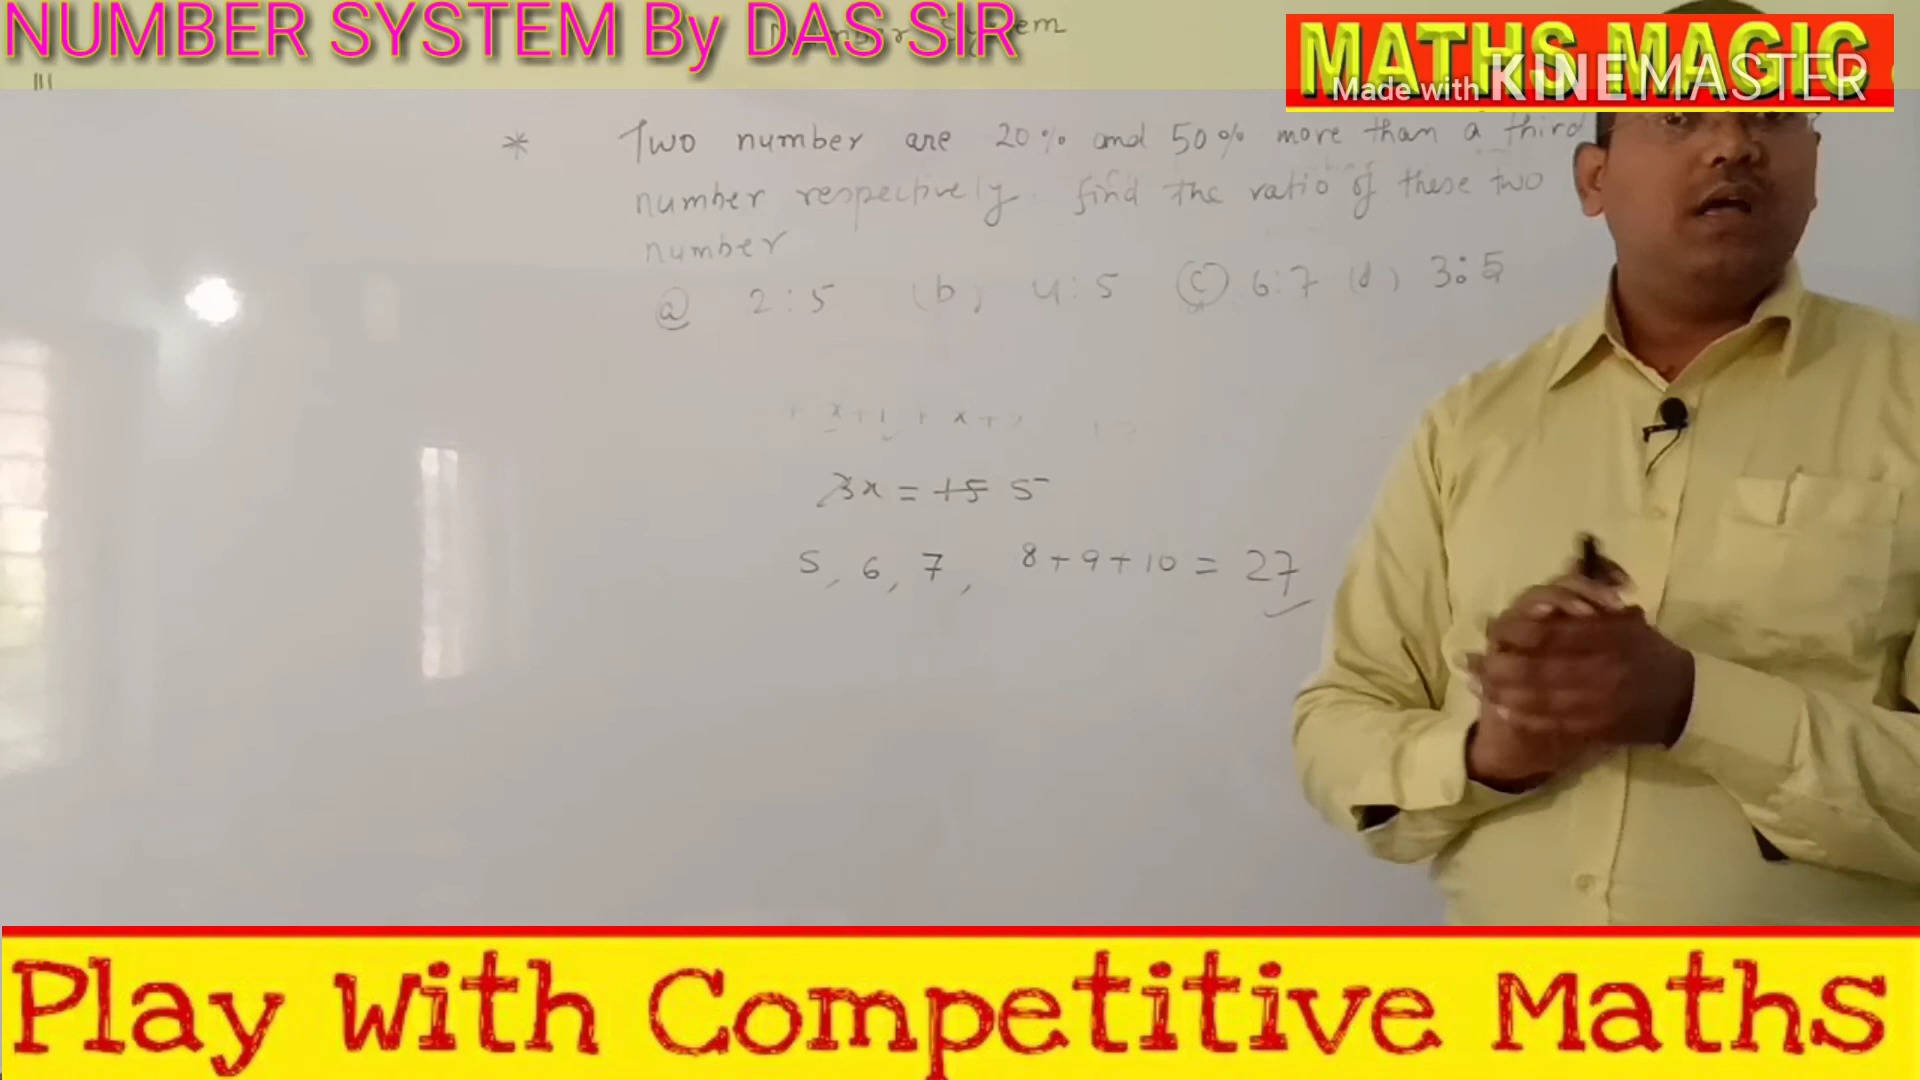 NUMBER SYSTEM By DAS SIR
MATHS MAGIC
Made with KINEMASTER
* Two number are 20% and 50% more than a third
number respectively. find the ratio of these two
number
(a) 2:5 (b) 4:5 (c) 6:7 (d) 3:5
+ x+1 + x+2
3x = 15 5
5, 6, 7, 8+9+10 = 27
Play With Competitive Maths